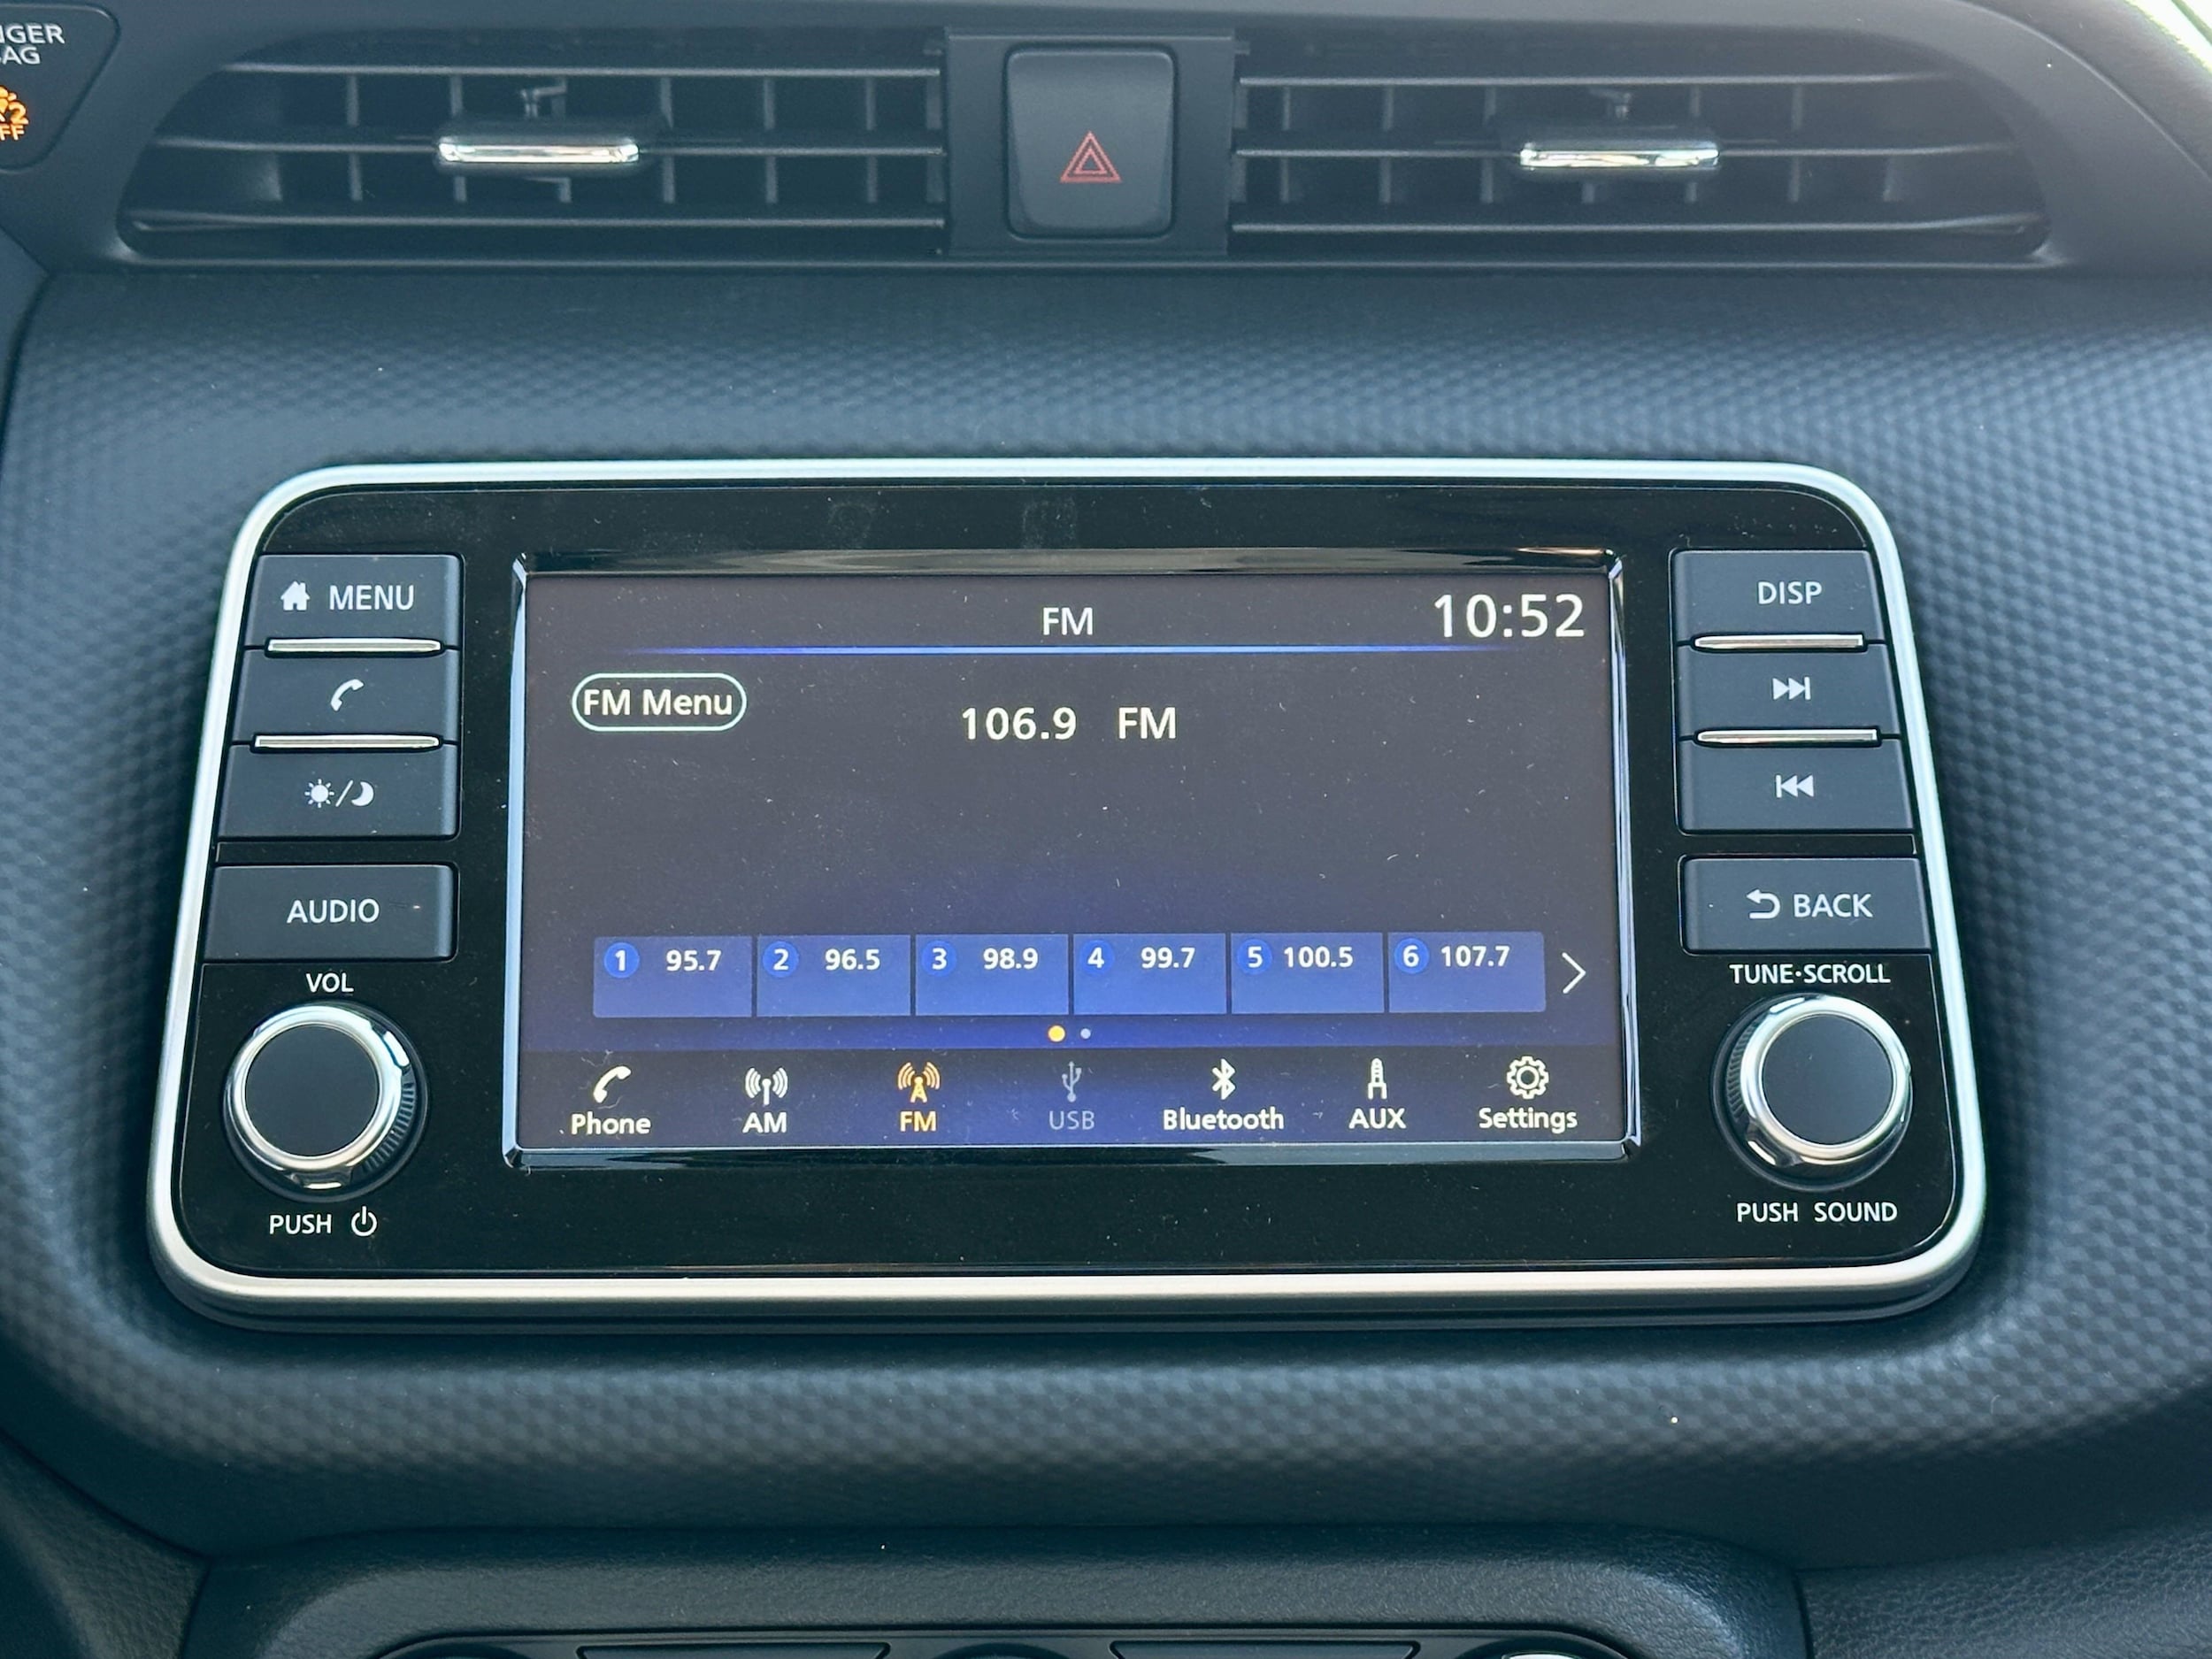 MENU
AUDIO
VOL
PUSH
FM
10:52
FM Menu
106.9 FM
1 95.7 2 96.5 3 98.9 4 99.7 5 100.5 6 107.7
Phone AM FM USB Bluetooth AUX Settings
DISP
BACK
TUNE·SCROLL
PUSH SOUND